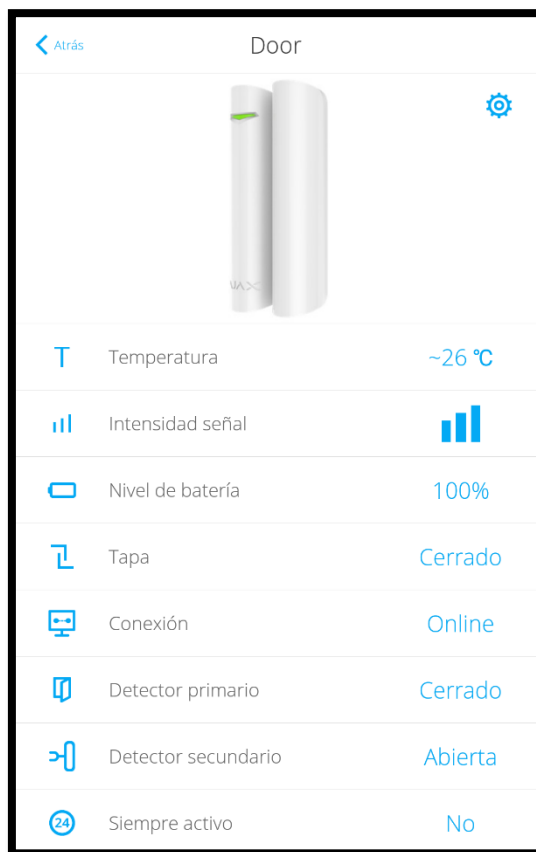 Atrás
Door
AJAX
T Temperatura ~26 °C
Intensidad señal
Nivel de batería 100%
Tapa Cerrado
Conexión Online
Detector primario Cerrado
Detector secundario Abierta
24 Siempre activo No